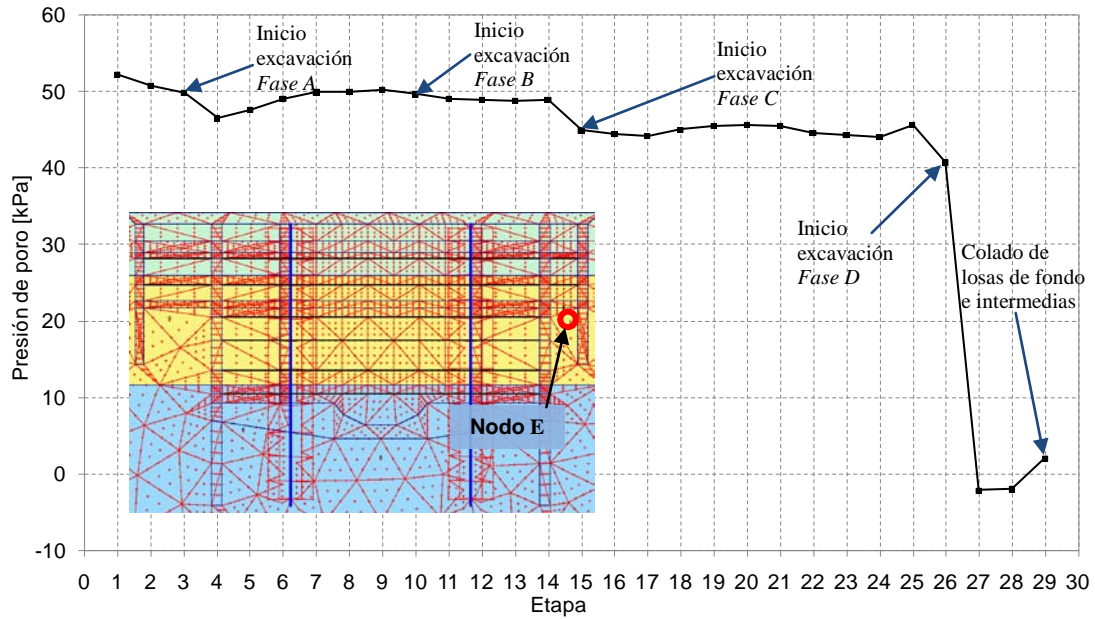 60
50
40
30
20
10
0
-10
Presión de poro [kPa]
Inicio
excavación
Fase A
Inicio
excavación
Fase B
Inicio
excavación
Fase C
Inicio
excavación
Fase D
Colado de
losas de fondo
e intermedias
Nodo E
0 1 2 3 4 5 6 7 8 9 10 11 12 13 14 15 16 17 18 19 20 21 22 23 24 25 26 27 28 29 30
Etapa